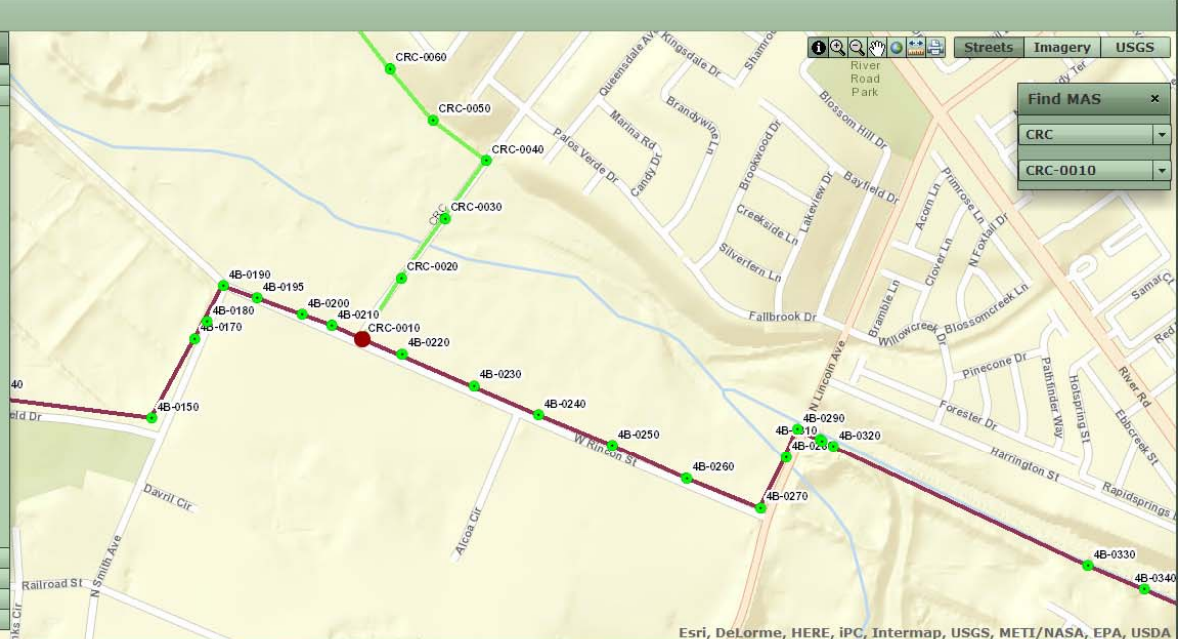 Streets Imagery USGS
River
Road
Park
Find MAS ×
CRC
CRC-0010
CRC-0060
CRC-0050
CRC-0040
CRC-0030
CRC
CRC-0020
CRC-0010
4B-0190
4B-0195
4B-0200
4B-0210
4B-0180
4B-0170
4B-0150
4B-0220
4B-0230
4B-0240
4B-0250
4B-0260
4B-0270
4B-0290
4B-0320
4B-0330
4B-0340
40
Queensdale Ave
Kingsdale Dr
Brandywine Ln
Marina Rd
Candy Dr
Palos Verde Dr
Blossom Hill Dr
Brookwood Dr
Bayfield Dr
Lakeview Dr
Creekside Ln
Silverfern Ln
Fallbrook Dr
Acorn Ln
Primrose Ln
N Foxtail Dr
Clover Ln
Bramble Ln
Willowcreek Dr
Blossomcreek Ln
Pinecone Dr
Pathfinder Way
Hotspring St
Ebbcreek St
River Rd
Forester Dr
Harrington St
Rapidsprings
N Lincoln Ave
W Rincon St
Alcoa Cir
Davril Cir
N Smith Ave
Railroad St
eld Dr
ks Cir
Esri, DeLorme, HERE, iPC, Intermap, USGS, METI/NASA, EPA, USDA